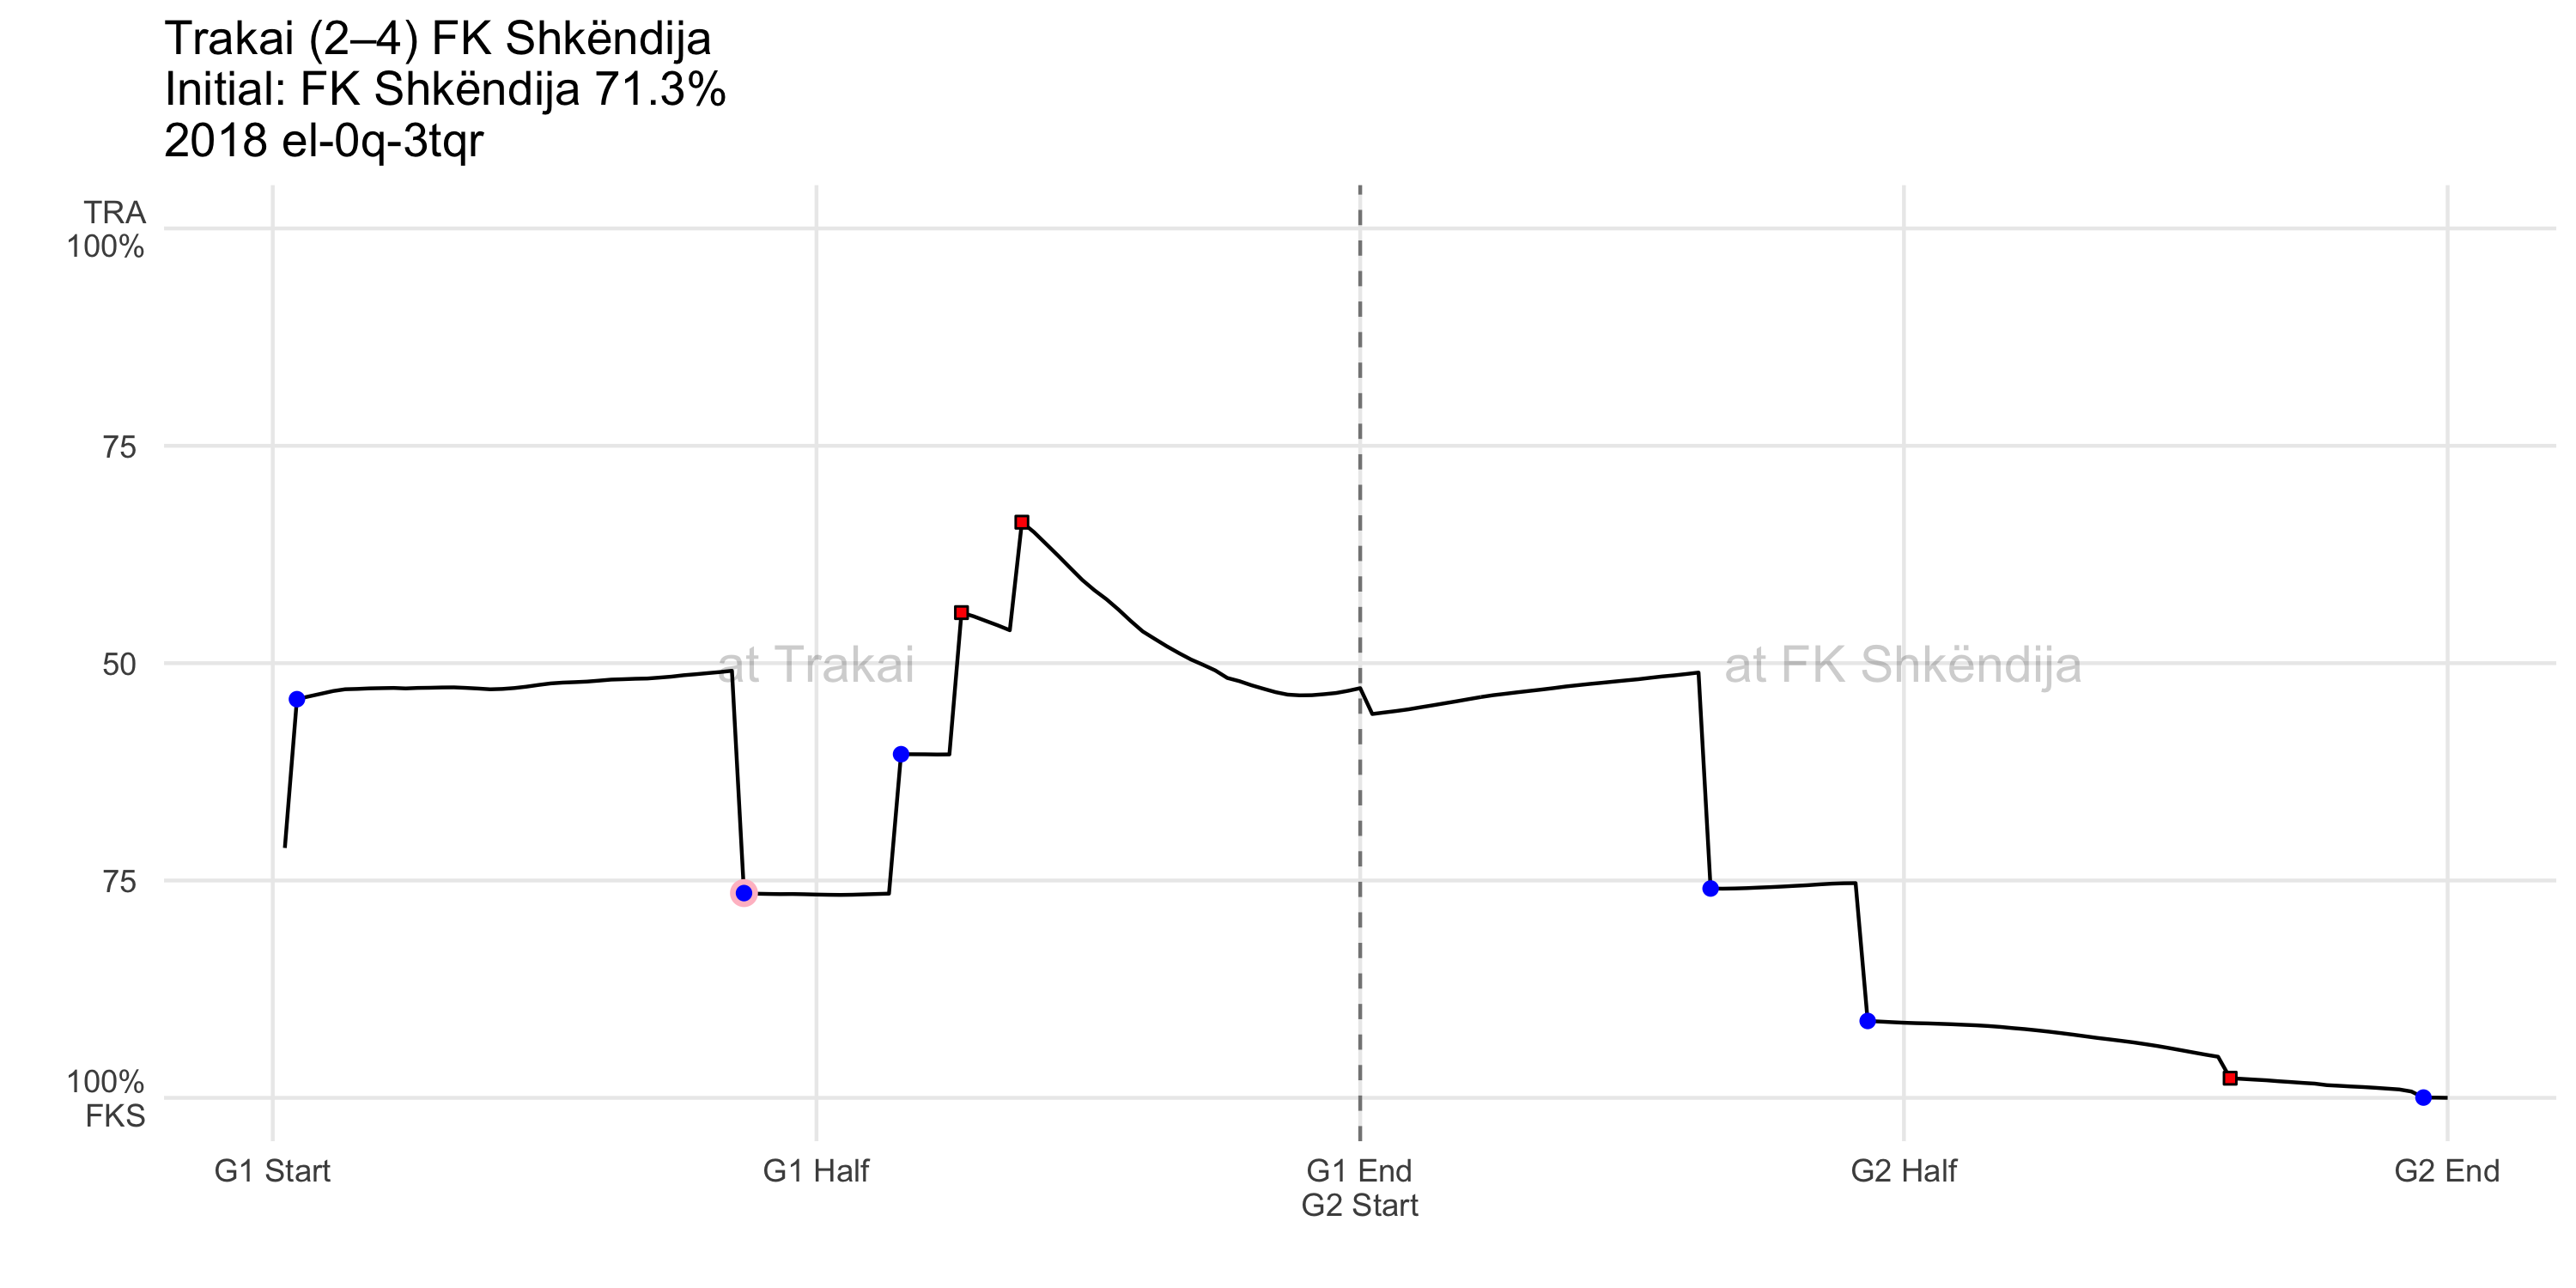 Trakai (2–4) FK Shkëndija
Initial: FK Shkëndija 71.3%
2018 el-0q-3tqr
TRA
100%
75
50
75
100%
FKS
at Trakai
at FK Shkëndija
G1 Start
G1 Half
G1 End
G2 Start
G2 Half
G2 End